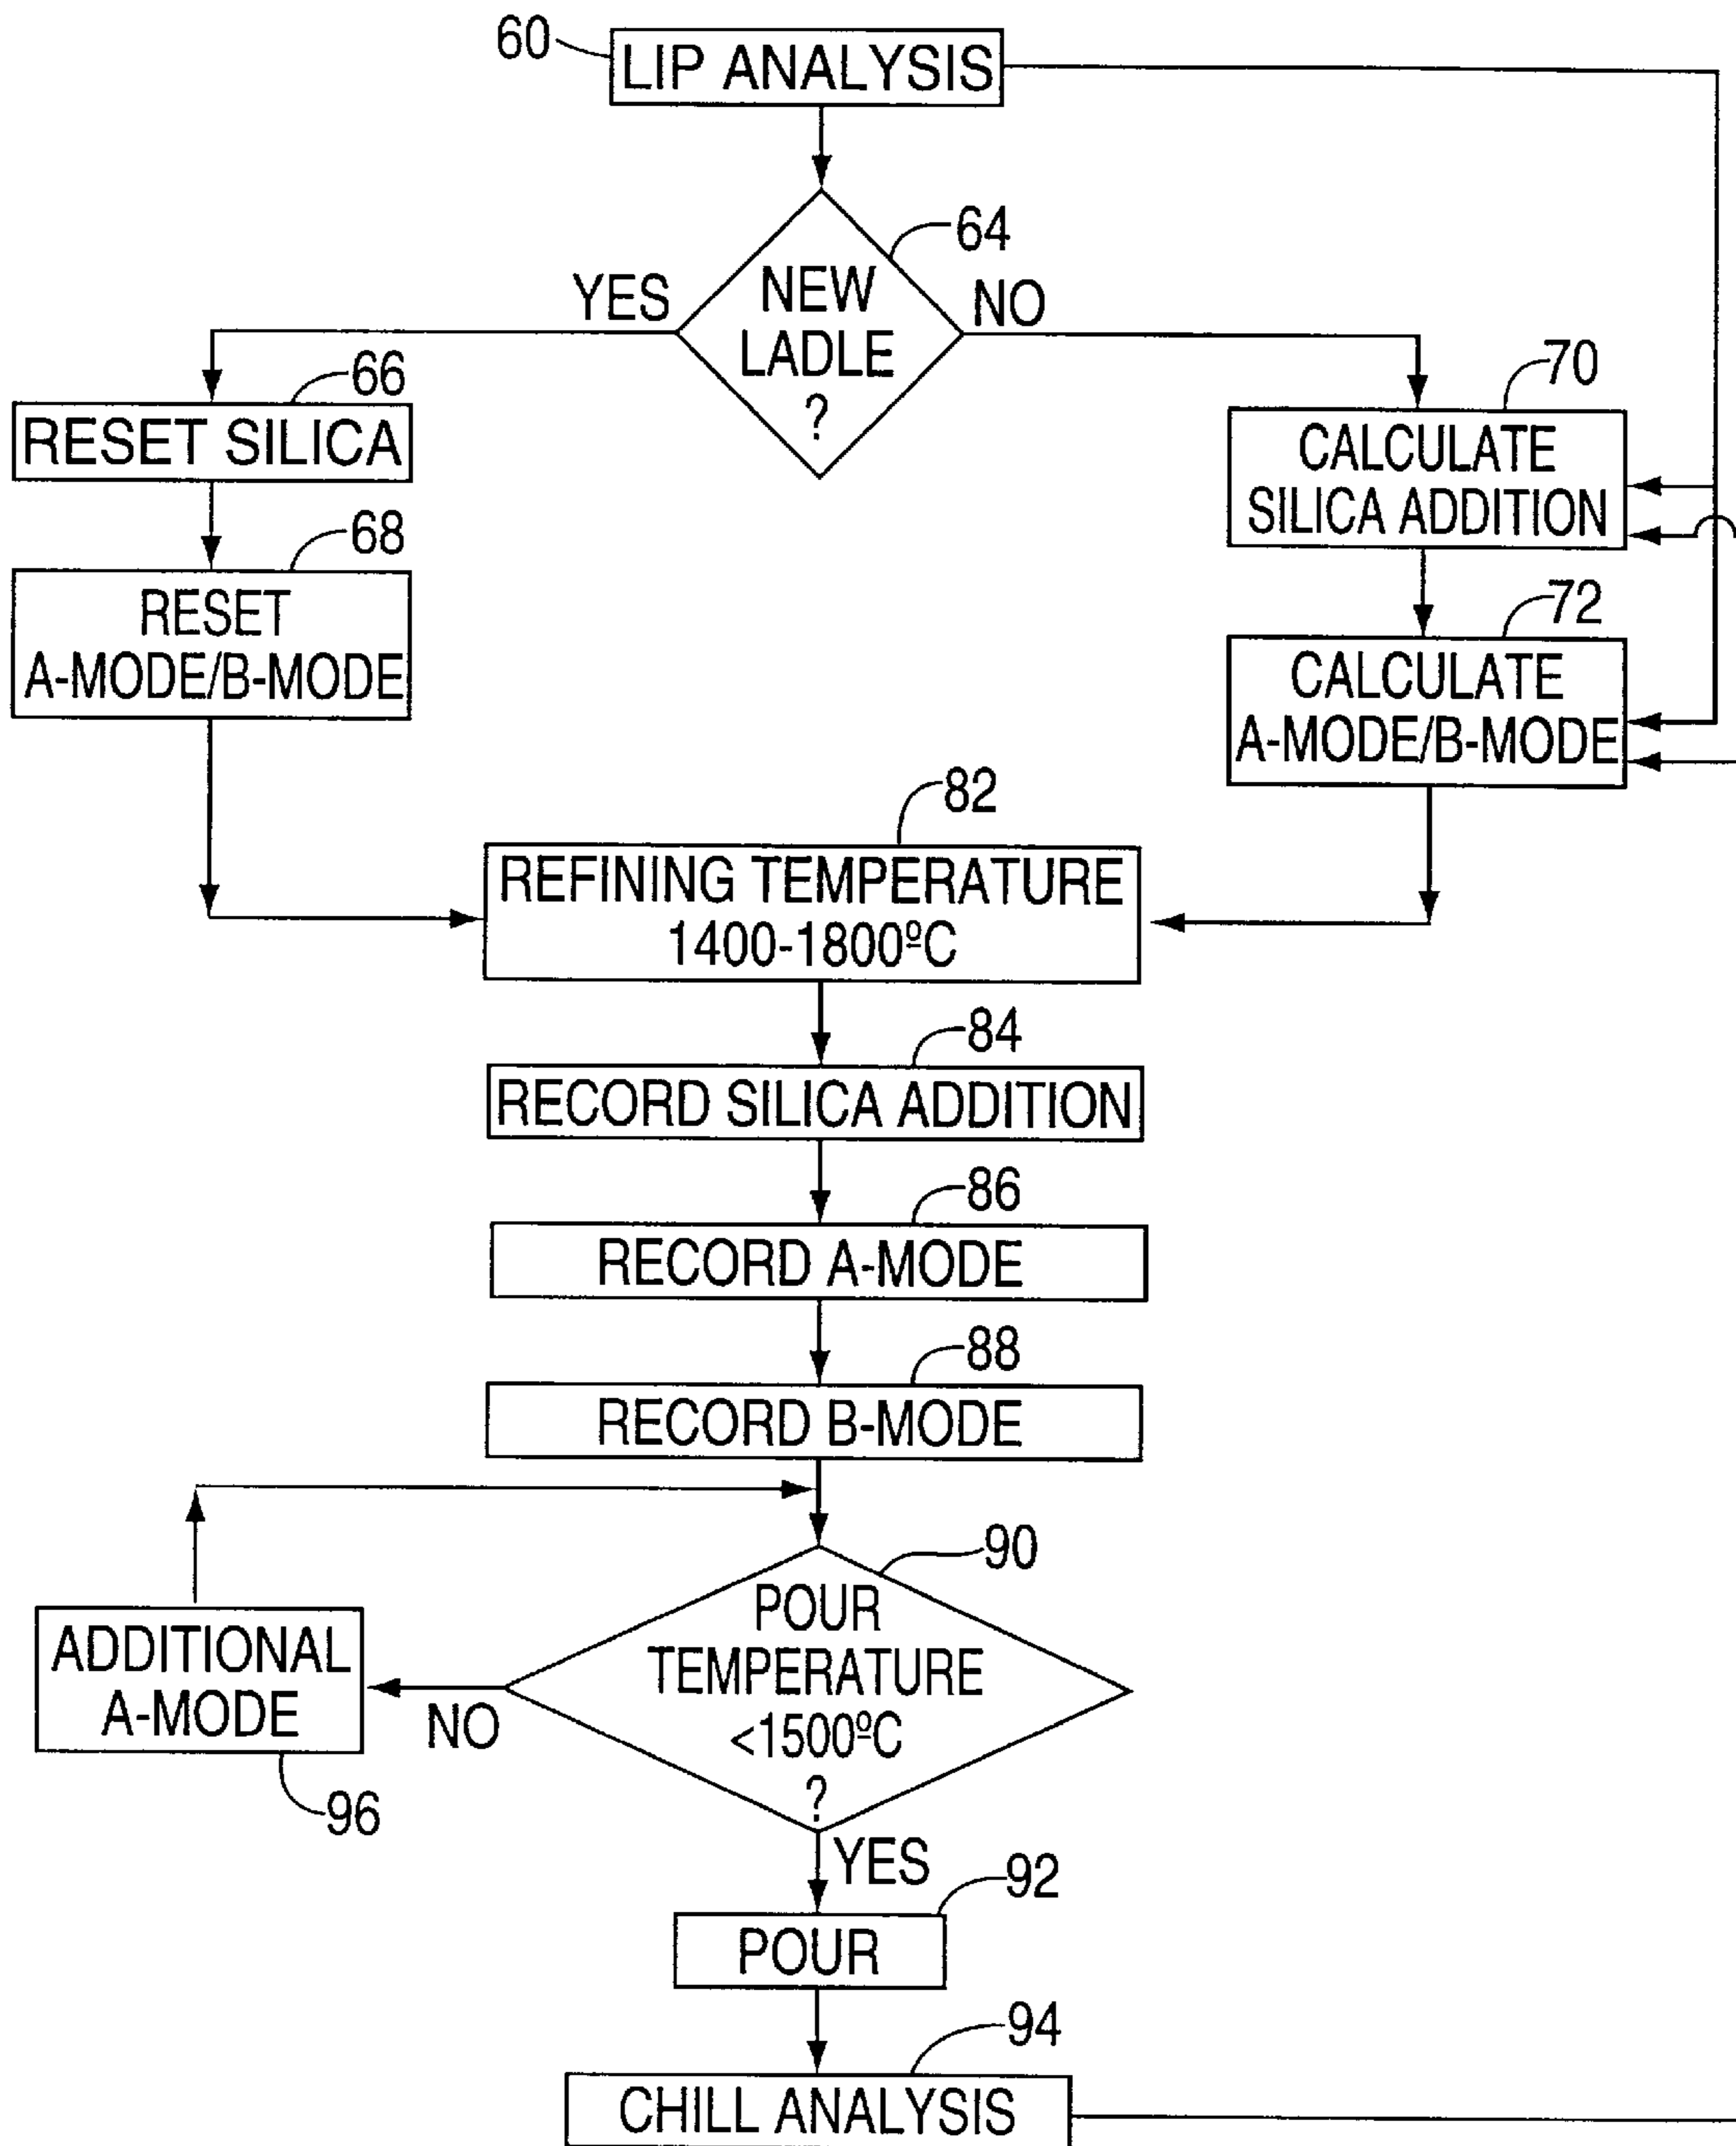 60
LIP ANALYSIS
64
NEW
LADLE
?
YES
NO
66
RESET SILICA
68
RESET
A-MODE/B-MODE
70
CALCULATE
SILICA ADDITION
72
CALCULATE
A-MODE/B-MODE
82
REFINING TEMPERATURE
1400-1800ºC
84
RECORD SILICA ADDITION
86
RECORD A-MODE
88
RECORD B-MODE
90
POUR
TEMPERATURE
<1500ºC
?
NO
ADDITIONAL
A-MODE
96
YES
92
POUR
94
CHILL ANALYSIS